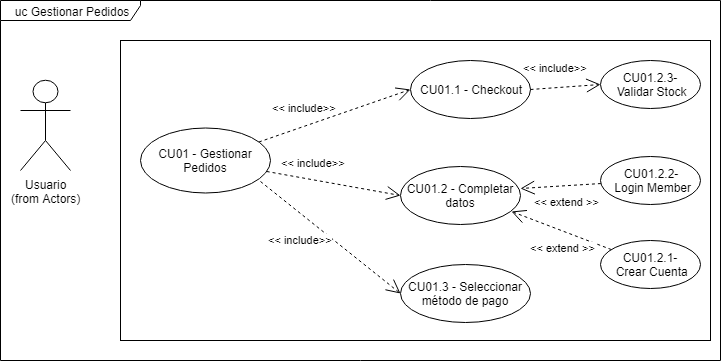 uc Gestionar Pedidos
Usuario
(from Actors)
CU01 - Gestionar
Pedidos
<< include>>
<< include>>
<< include>>
CU01.1 - Checkout
<< include>>
CU01.2.3-
Validar Stock
CU01.2 - Completar
datos
<< extend >>
CU01.2.2-
Login Member
<< extend >>
CU01.2.1-
Crear Cuenta
CU01.3 - Seleccionar
método de pago